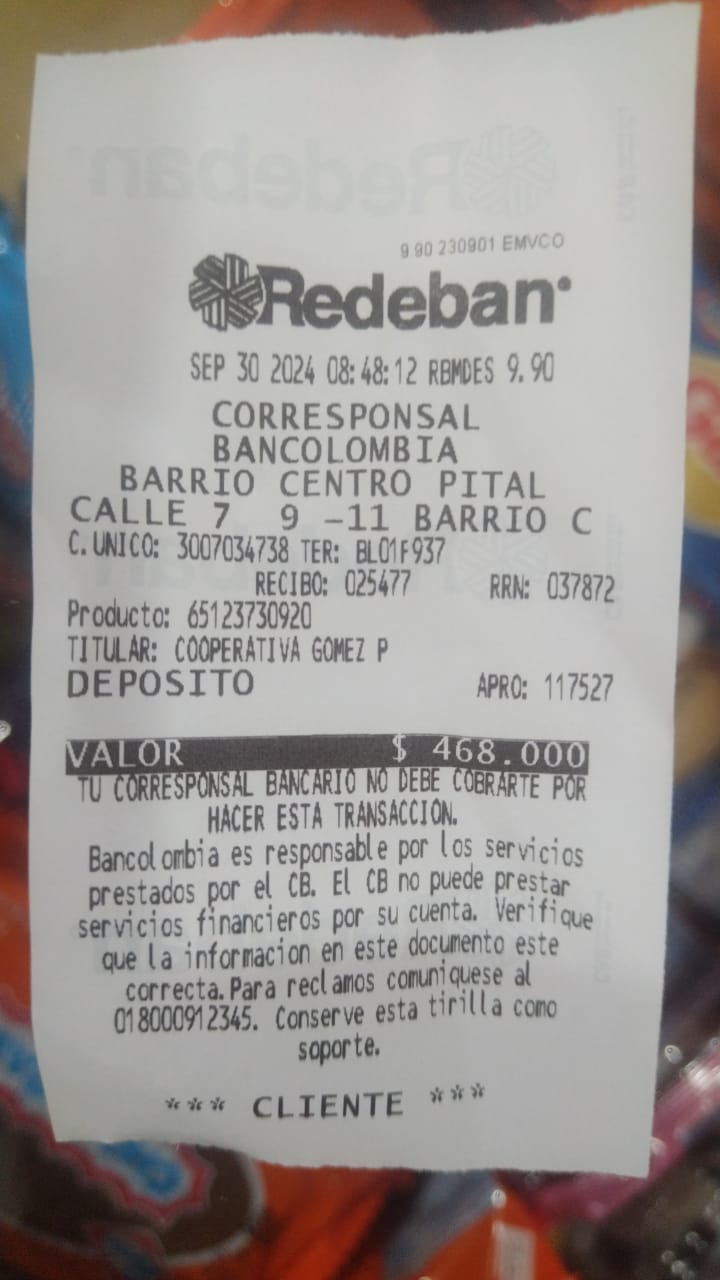 9 90 230901 EMVCO
Redeban
SEP 30 2024 08:48:12 RBMDES 9.90
CORRESPONSAL
BANCOLOMBIA
BARRIO CENTRO PITAL
CALLE 7 9 -11 BARRIO C
C. UNICO: 3007034738 TER: BL01F937
RECIBO: 025477 RRN: 037872
Producto: 65123730920
TITULAR: COOPERATIVA GOMEZ P
DEPOSITO APRO: 117527
VALOR $ 468.000
TU CORRESPONSAL BANCARIO NO DEBE COBRARTE POR
HACER ESTA TRANSACCION.
Bancolombia es responsable por los servicios
prestados por el CB. El CB no puede prestar
servicios financieros por su cuenta. Verifique
que la informacion en este documento este
correcta. Para reclamos comuniquese al
018000912345. Conserve esta tirilla como
soporte.
*** CLIENTE ***